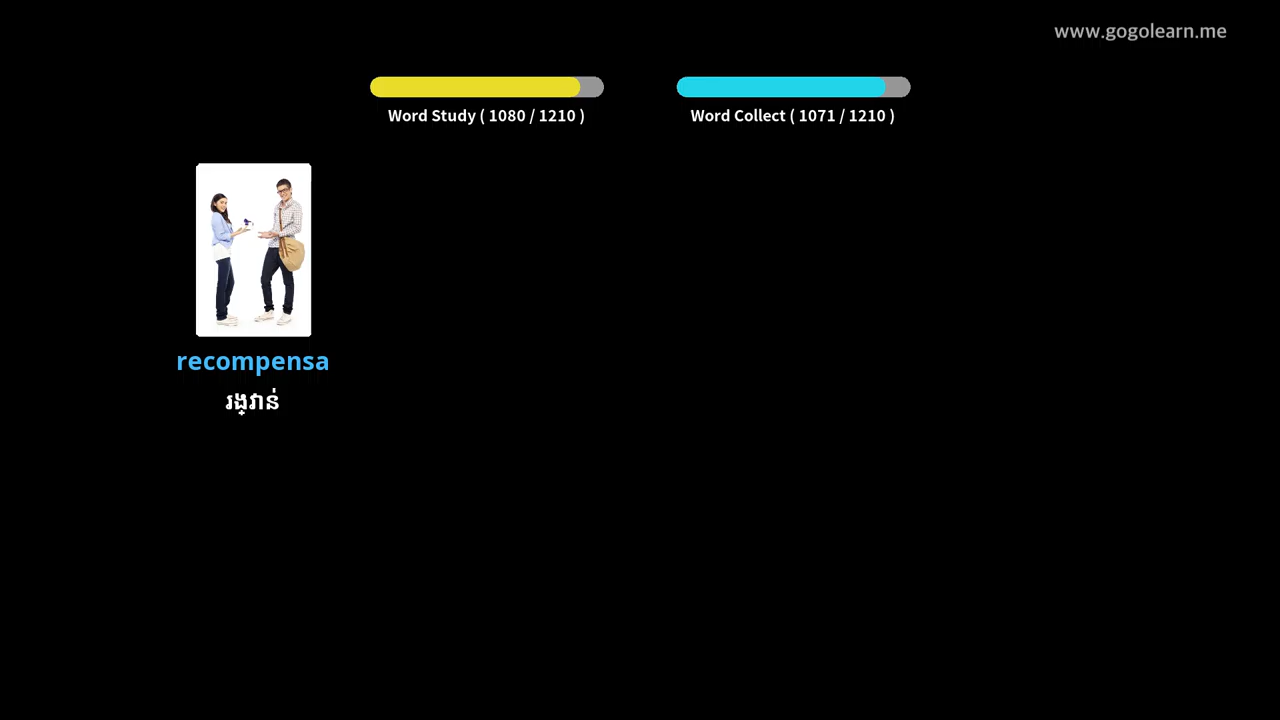 www.gogolearn.me
Word Study ( 1080 / 1210 )
Word Collect ( 1071 / 1210 )
recompensa
រង្វាន់